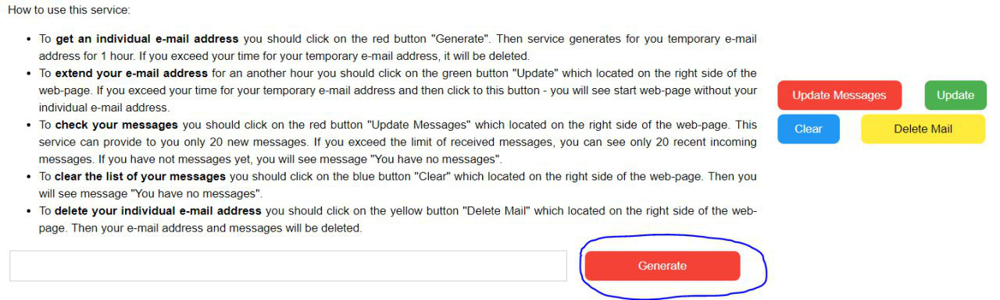 How to use this service:
• To get an individual e-mail address you should click on the red button "Generate". Then service generates for you temporary e-mail
address for 1 hour. If you exceed your time for your temporary e-mail address, it will be deleted.
• To extend your e-mail address for an another hour you should click on the green button "Update" which located on the right side of the
web-page. If you exceed your time for your temporary e-mail address and then click to this button - you will see start web-page without your
individual e-mail address.
• To check your messages you should click on the red button "Update Messages" which located on the right side of the web-page. This
service can provide to you only 20 new messages. If you exceed the limit of received messages, you can see only 20 recent incoming
messages. If you have not messages yet, you will see message "You have no messages".
• To clear the list of your messages you should click on the blue button "Clear" which located on the right side of the web-page. Then you
will see message "You have no messages".
• To delete your individual e-mail address you should click on the yellow button "Delete Mail" which located on the right side of the web-
page. Then your e-mail address and messages will be deleted.
Update Messages Update
Clear Delete Mail
Generate